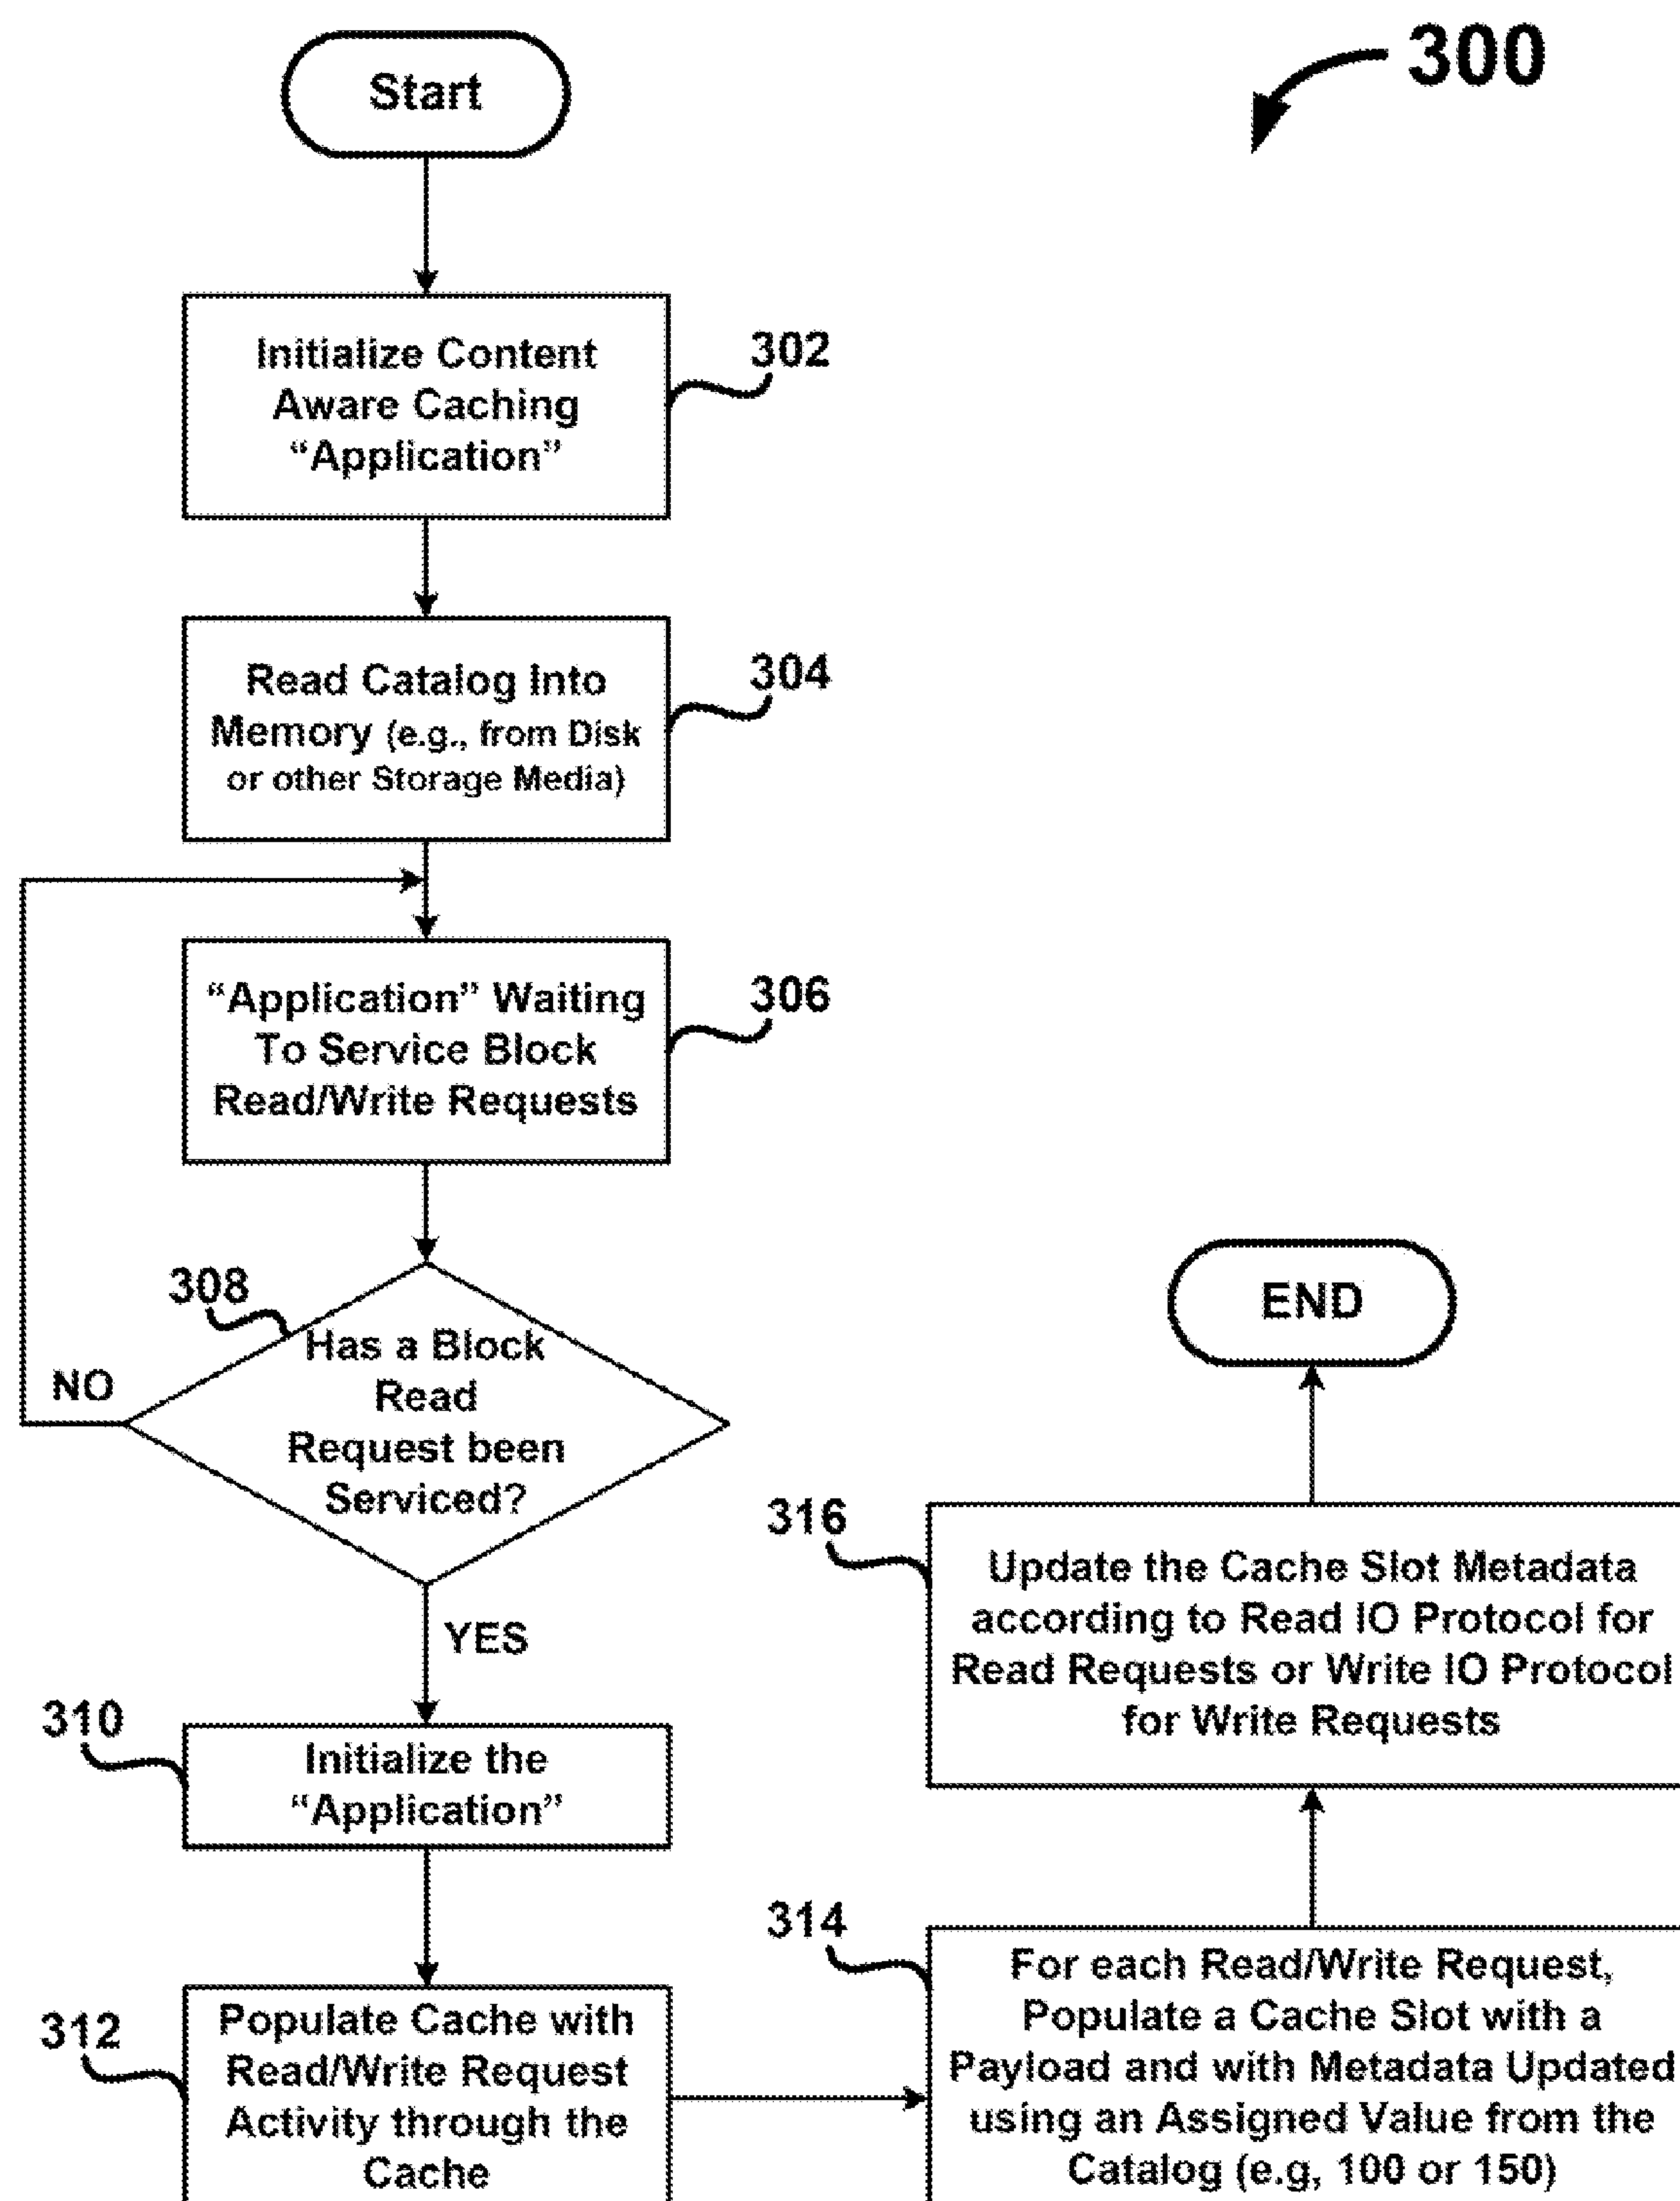 300
Start
Initialize Content
Aware Caching
“Application”
302
Read Catalog Into
Memory (e.g., from Disk
or other Storage Media)
304
“Application” Waiting
To Service Block
Read/Write Requests
306
308
Has a Block
Read
Request been
Serviced?
NO
YES
310
Initialize the
“Application”
312
Populate Cache with
Read/Write Request
Activity through the
Cache
314
For each Read/Write Request,
Populate a Cache Slot with a
Payload and with Metadata Updated
using an Assigned Value from the
Catalog (e.g, 100 or 150)
316
Update the Cache Slot Metadata
according to Read IO Protocol for
Read Requests or Write IO Protocol
for Write Requests
END